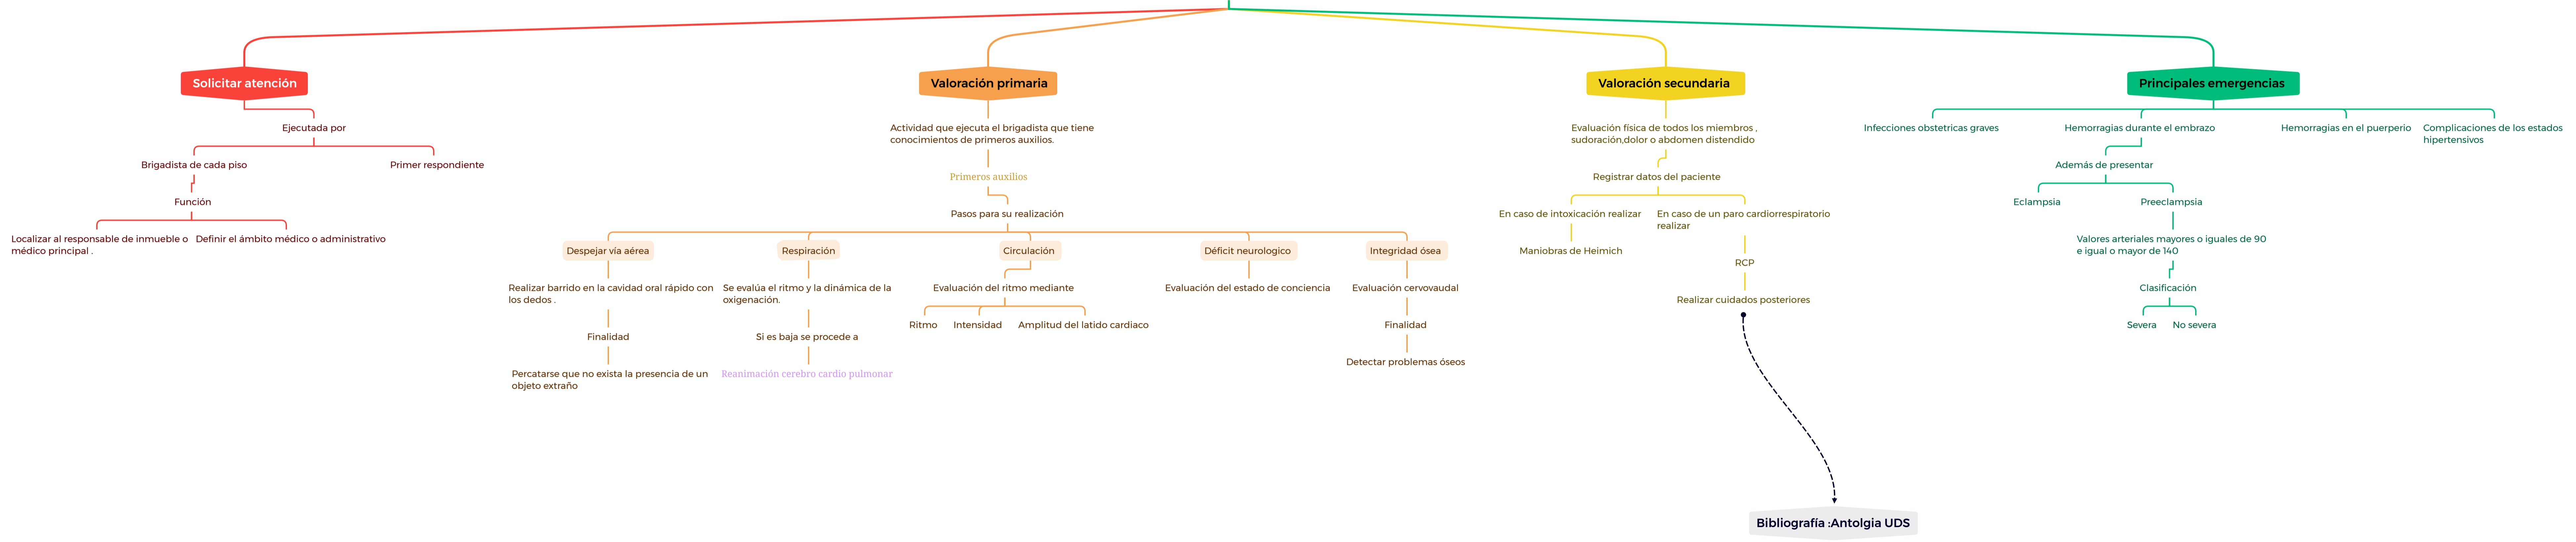 Solicitar atención
Ejecutada por
Brigadista de cada piso
Primer respondiente
Función
Localizar al responsable de inmueble o
médico principal .
Definir el ámbito médico o administrativo
Valoración primaria
Actividad que ejecuta el brigadista que tiene
conocimientos de primeros auxilios.
Primeros auxilios
Pasos para su realización
Despejar vía aérea
Realizar barrido en la cavidad oral rápido con
los dedos .
Finalidad
Percatarse que no exista la presencia de un
objeto extraño
Respiración
Se evalúa el ritmo y la dinámica de la
oxigenación.
Si es baja se procede a
Reanimación cerebro cardio pulmonar
Circulación
Evaluación del ritmo mediante
Ritmo
Intensidad
Amplitud del latido cardiaco
Déficit neurologico
Evaluación del estado de conciencia
Integridad ósea
Evaluación cervovaudal
Finalidad
Detectar problemas óseos
Valoración secundaria
Evaluación física de todos los miembros ,
sudoración,dolor o abdomen distendido
Registrar datos del paciente
En caso de intoxicación realizar
Maniobras de Heimich
En caso de un paro cardiorrespiratorio
realizar
RCP
Realizar cuidados posteriores
Bibliografía :Antolgia UDS
Principales emergencias
Infecciones obstetricas graves
Hemorragias durante el embrazo
Además de presentar
Eclampsia
Preeclampsia
Valores arteriales mayores o iguales de 90
e igual o mayor de 140
Clasificación
Severa
No severa
Hemorragias en el puerperio
Complicaciones de los estados
hipertensivos